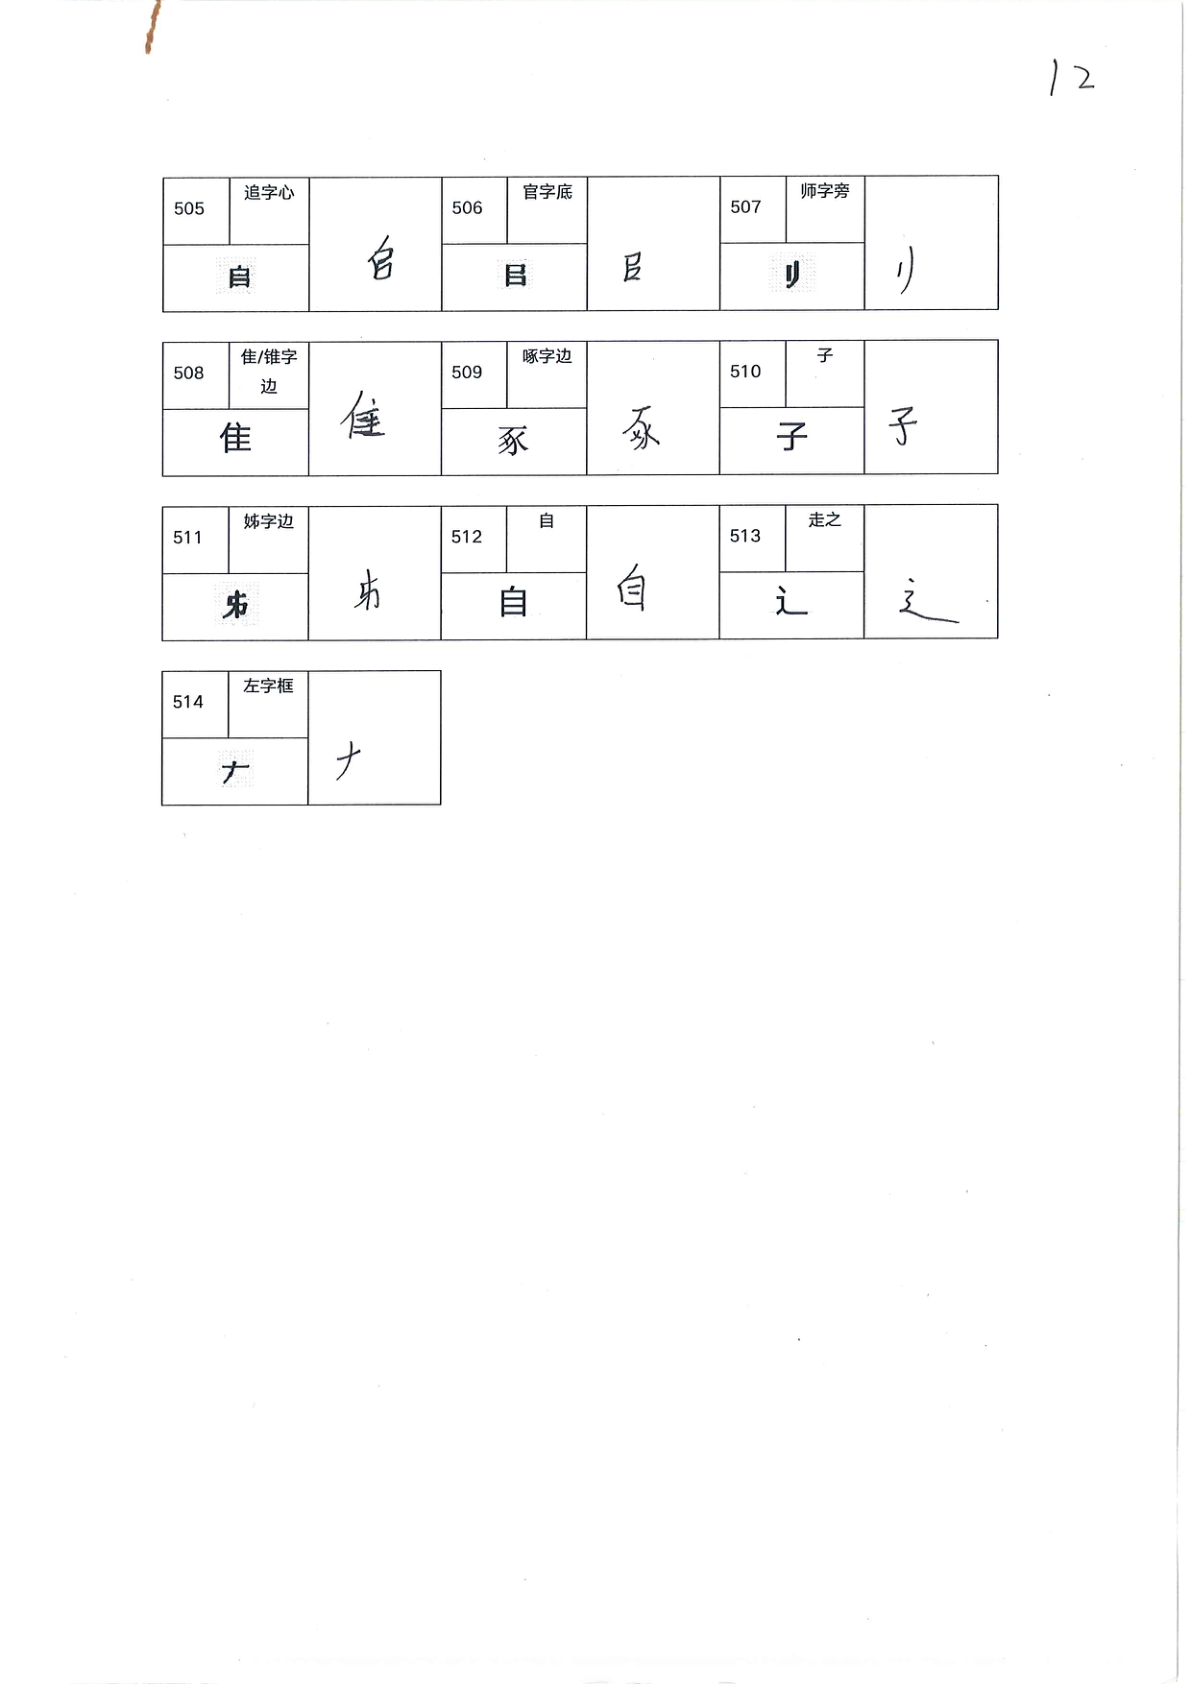 12
505 追字心 𠂤 𠂤
506 官字底 㠯 㠯
507 师字旁 刂 刂
508 隹/锥字边 隹 隹
509 啄字边 豖 豖
510 子 子 子
511 姊字边 𠂔 𠂔
512 自 自 自
513 走之 辶 辶
514 左字框 𠂇 𠂇